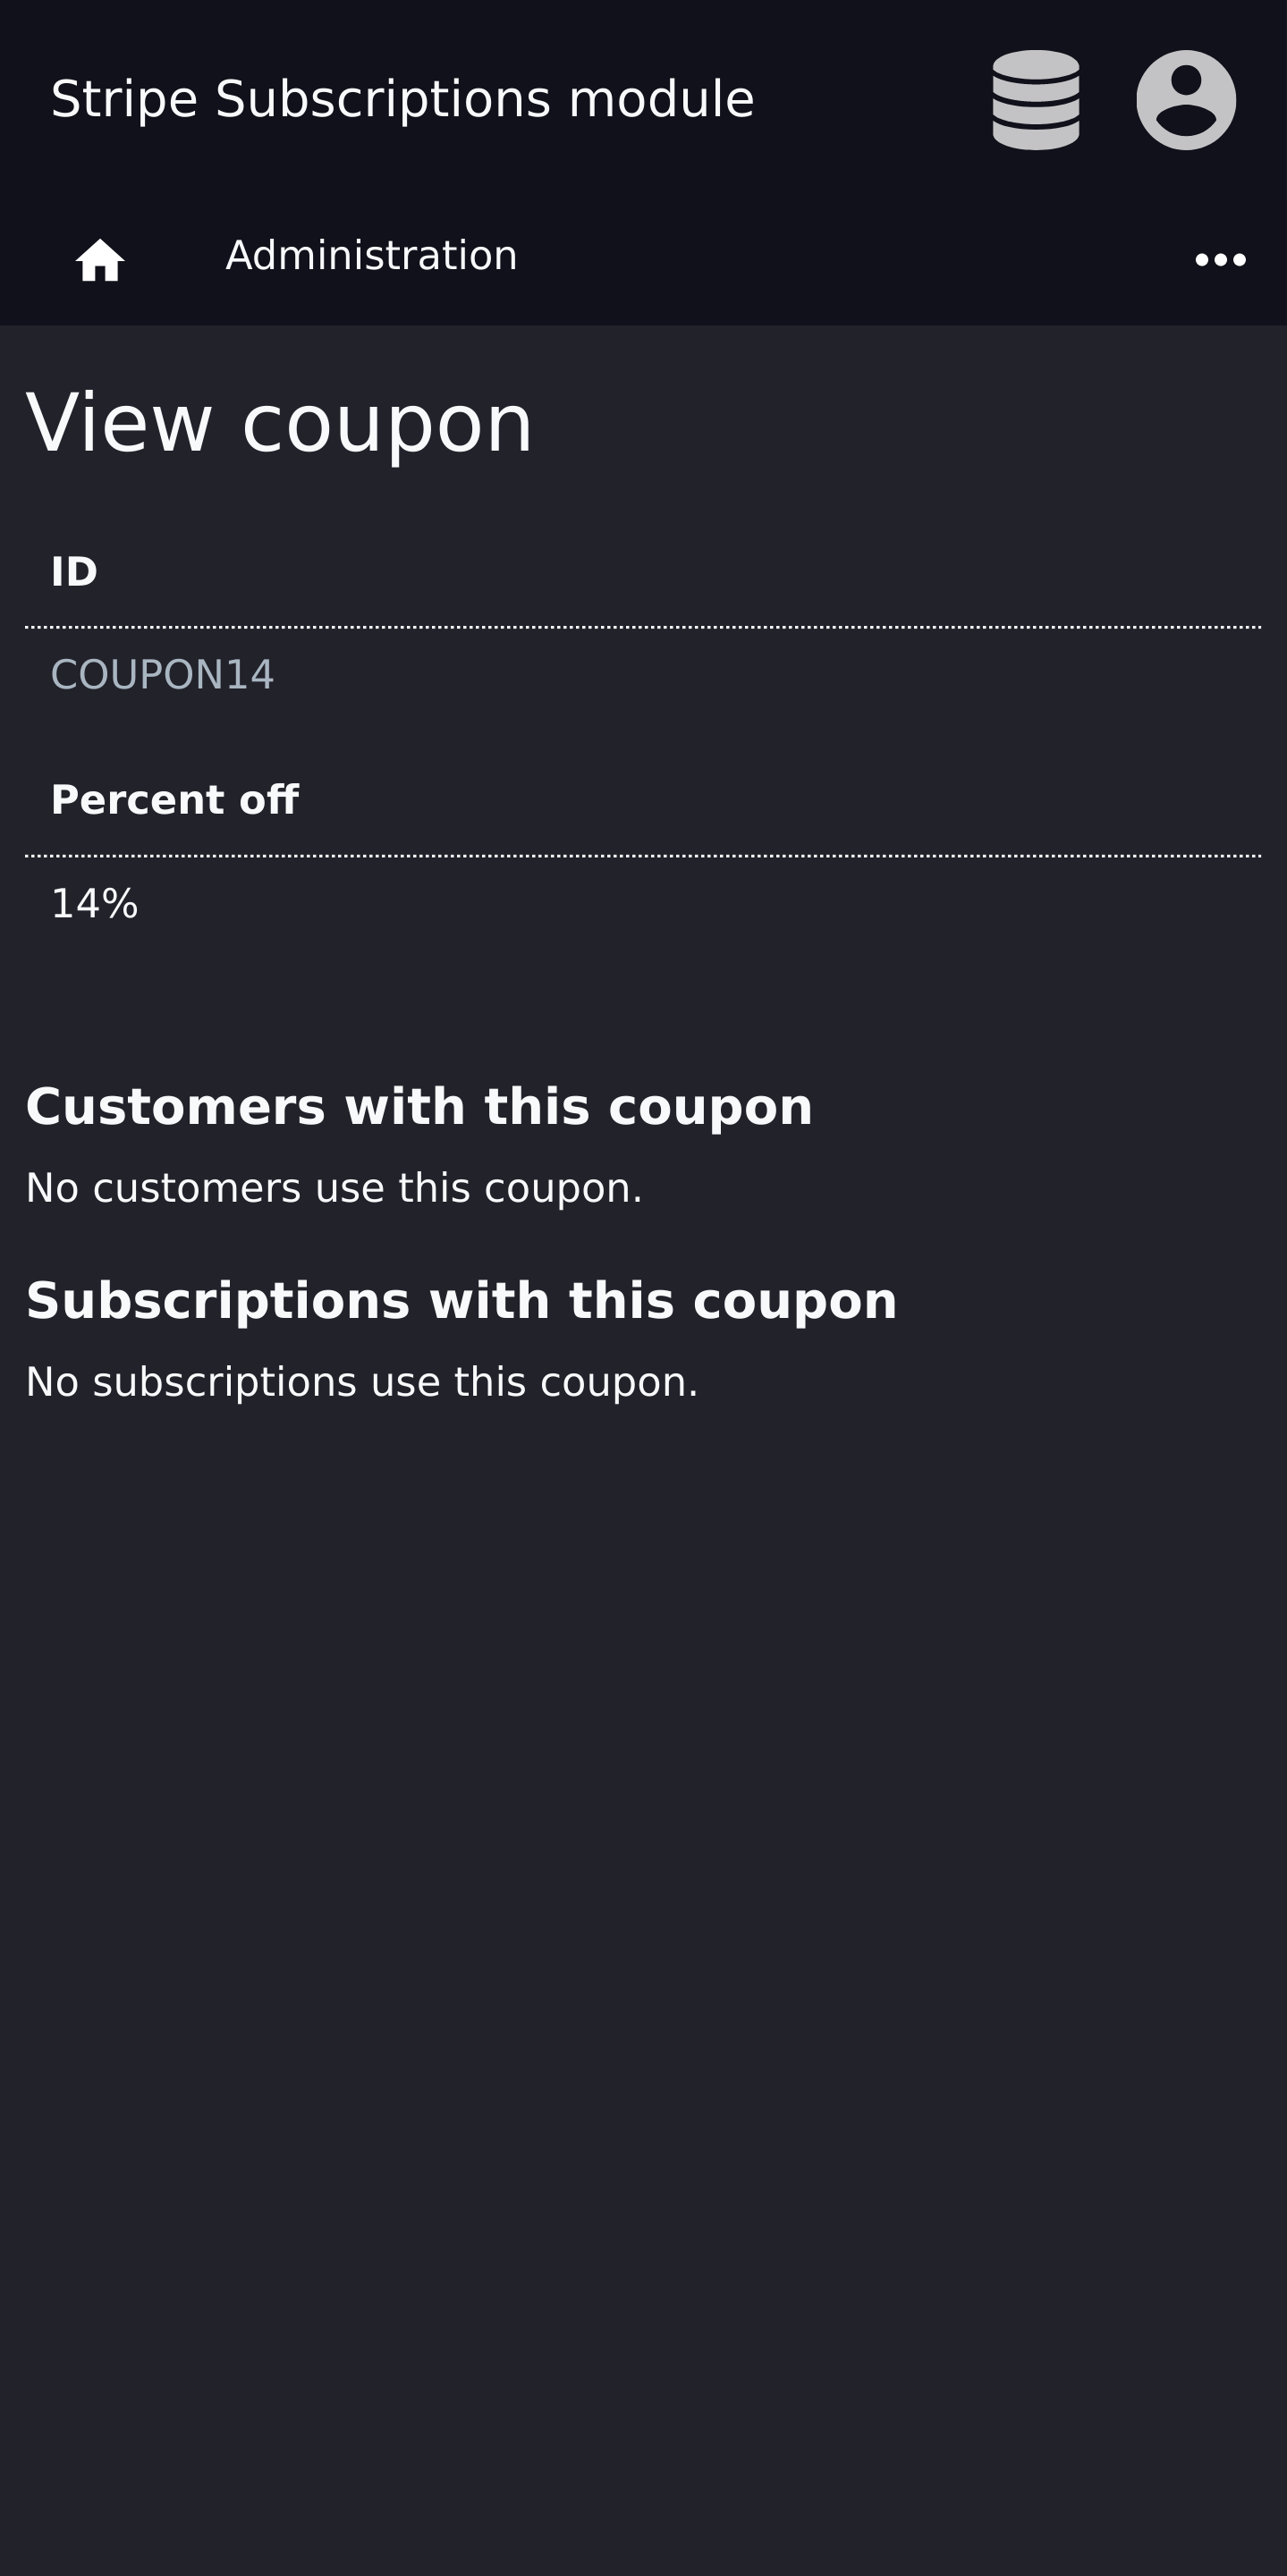 Stripe Subscriptions module
Administration
View coupon
ID
COUPON14
Percent off
14%
Customers with this coupon
No customers use this coupon.
Subscriptions with this coupon
No subscriptions use this coupon.